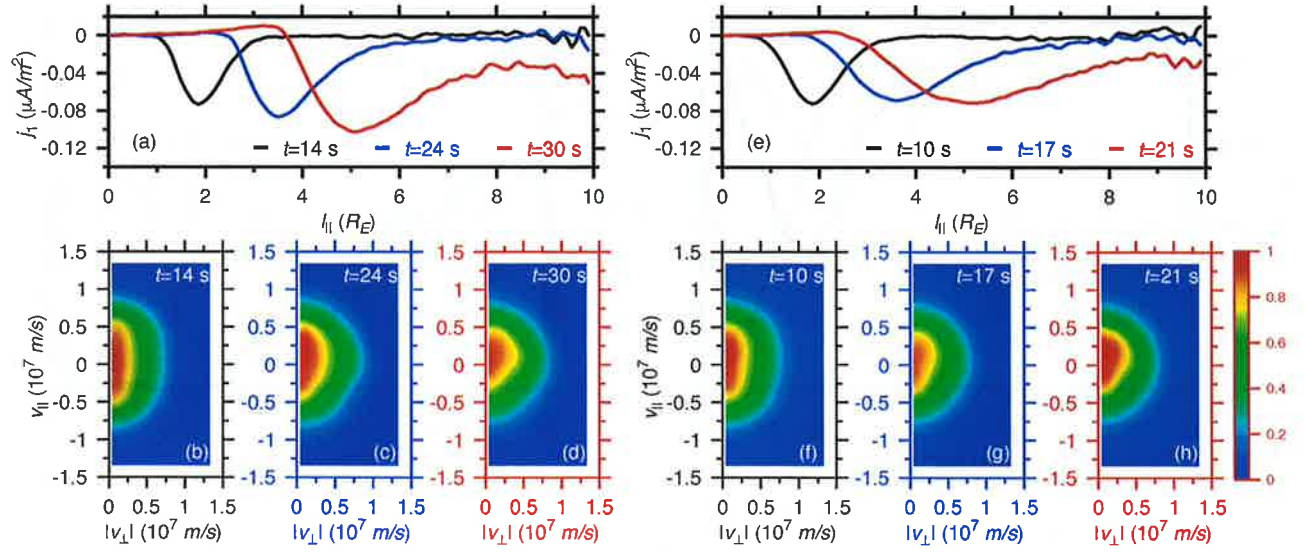 0
-0.04
-0.08
-0.12
j₁ (μA/m²)
(a)
t=14 s
t=24 s
t=30 s
0 2 4 6 8 10
l|| (R_E)
0
-0.04
-0.08
-0.12
j₁ (μA/m²)
(e)
t=10 s
t=17 s
t=21 s
0 2 4 6 8 10
l|| (R_E)
1.5
1
0.5
0
-0.5
-1
-1.5
v|| (10⁷ m/s)
t=14 s
(b)
0 0.5 1 1.5
|v⊥| (10⁷ m/s)
1.5
1
0.5
0
-0.5
-1
-1.5
t=24 s
(c)
0 0.5 1 1.5
|v⊥| (10⁷ m/s)
1.5
1
0.5
0
-0.5
-1
-1.5
t=30 s
(d)
0 0.5 1 1.5
|v⊥| (10⁷ m/s)
1.5
1
0.5
0
-0.5
-1
-1.5
v|| (10⁷ m/s)
t=10 s
(f)
0 0.5 1 1.5
|v⊥| (10⁷ m/s)
1.5
1
0.5
0
-0.5
-1
-1.5
t=17 s
(g)
0 0.5 1 1.5
|v⊥| (10⁷ m/s)
1.5
1
0.5
0
-0.5
-1
-1.5
t=21 s
(h)
0 0.5 1 1.5
|v⊥| (10⁷ m/s)
1
0.8
0.6
0.4
0.2
0